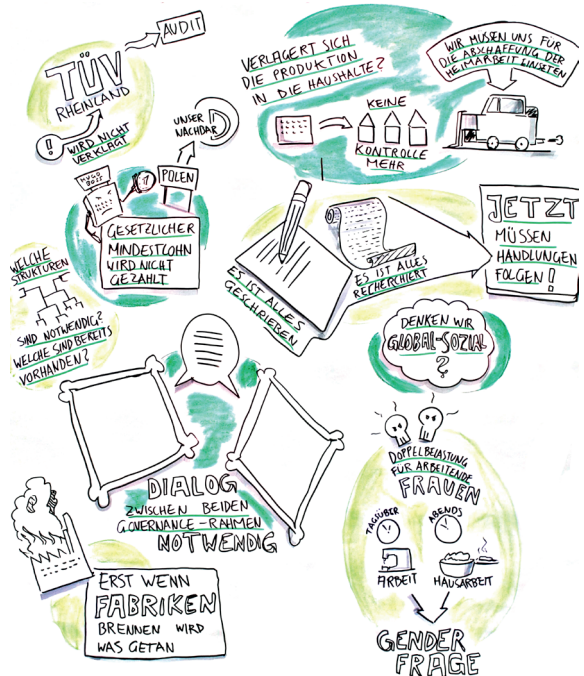 AUDIT
TÜV
RHEINLAND
!
WIRD NICHT
VERKLAGT
UNSER
NACHBAR
HUGO
BOSS
POLEN
GESETZLICHER
MINDESTLOHN
WIRD NICHT
GEZAHLT
VERLAGERT SICH
DIE PRODUKTION
IN DIE HAUSHALTE?
KEINE
KONTROLLE
MEHR
WIR MÜSSEN UNS FÜR
DIE ABSCHAFFUNG DER
HEIMARBEIT EINSETEN
ES IST ALLES
GESCHRIEBEN
ES IST ALLES
RECHERCHIERT
JETZT
MÜSSEN
HANDLUNGEN
FOLGEN!
WELCHE
STRUKTUREN
SIND NOTWENDIG?
WELCHE SIND BEREITS
VORHANDEN?
DENKEN WIR
GLOBAL-SOZIAL
?
DIALOG
ZWISCHEN BEIDEN
GOVERNANCE-RAHMEN
NOTWENDIG
DOPPELBELASTUNG
FÜR ARBEITENDE
FRAUEN
TAGSÜBER
ABENDS
ARBEIT
HAUSARBEIT
GENDER
FRAGE
ERST WENN
FABRIKEN
BRENNEN WIRD
WAS GETAN